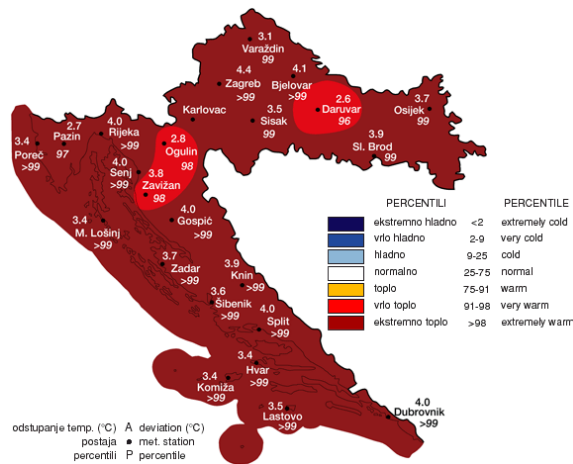 3.1
Varaždin
99
4.4
Zagreb
>99
4.1
Bjelovar
>99
2.6
Daruvar
96
3.7
Osijek
99
Karlovac
3.5
Sisak
99
3.9
Sl. Brod
99
3.4
Poreč
>99
2.7
Pazin
97
4.0
Rijeka
>99
2.8
Ogulin
98
4.0
Senj
>99
3.8
Zavižan
98
4.0
Gospić
>99
3.4
M. Lošinj
>99
3.7
Zadar
>99
3.9
Knin
>99
3.6
Šibenik
>99
4.0
Split
>99
3.4
Hvar
>99
3.4
Komiža
>99
3.5
Lastovo
>99
4.0
Dubrovnik
>99
PERCENTILI PERCENTILE
ekstremno hladno <2 extremely cold
vrlo hladno 2-9 very cold
hladno 9-25 cold
normalno 25-75 normal
toplo 75-91 warm
vrlo toplo 91-98 very warm
ekstremno toplo >98 extremely warm
odstupanje temp. (°C) A deviation (°C)
postaja • met. station
percentili P percentile